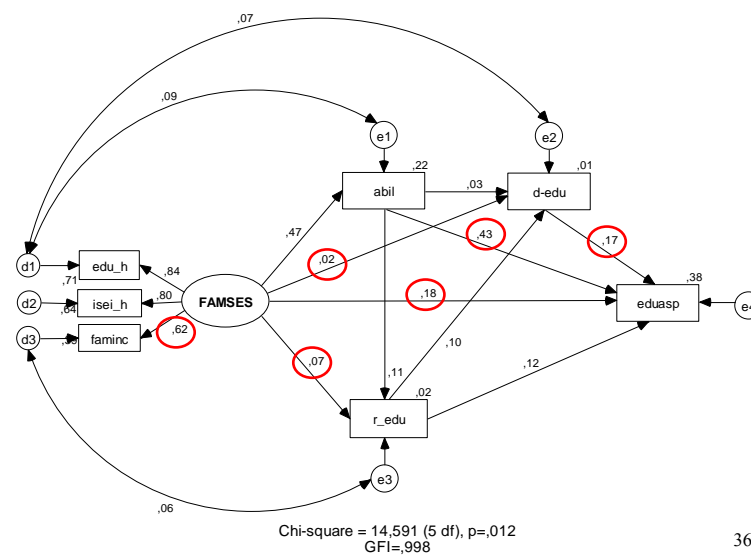 ,07
,09
e1
e2
,22
,01
abil
,03
d-edu
,47
,43
,17
d1
,71
edu_h
,84
,02
,38
d2
,64
isei_h
,80
FAMSES
,18
eduasp
e4
d3
faminc
,62
,07
,10
,11
,12
,02
r_edu
e3
,06
Chi-square = 14,591 (5 df), p=,012
GFI=,998
36